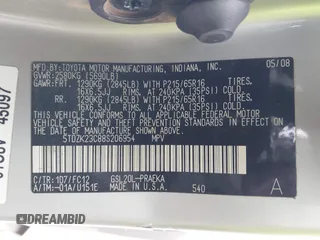 MFD. BY:TOYOTA MOTOR MANUFACTURING, INDIANA, INC.
GVWR:2580KG (5690LB) 05/08
GAWR:FRT. 1290KG (2845LB) WITH P215/65R16 TIRES,
16X6.5JJ RIMS, AT 240KPA (35PSI) COLD
RR. 1290KG (2845LB) WITH P215/65R16 TIRES,
16X6.5JJ RIMS, AT 240KPA (35PSI) COLD
THIS VEHICLE CONFORMS TO ALL APPLICABLE FEDERAL MOTOR
VEHICLE SAFETY AND THEFT PREVENTION STANDARDS IN
EFFECT ON THE DATE OF MANUFACTURE SHOWN ABOVE.
5TDZK23C88S206954 MPV
C/TR:1D7/FC12 GSL20L-PRAEKA
A/TM:-01A/U151E MADE IN U.S.A. 540 A
45097